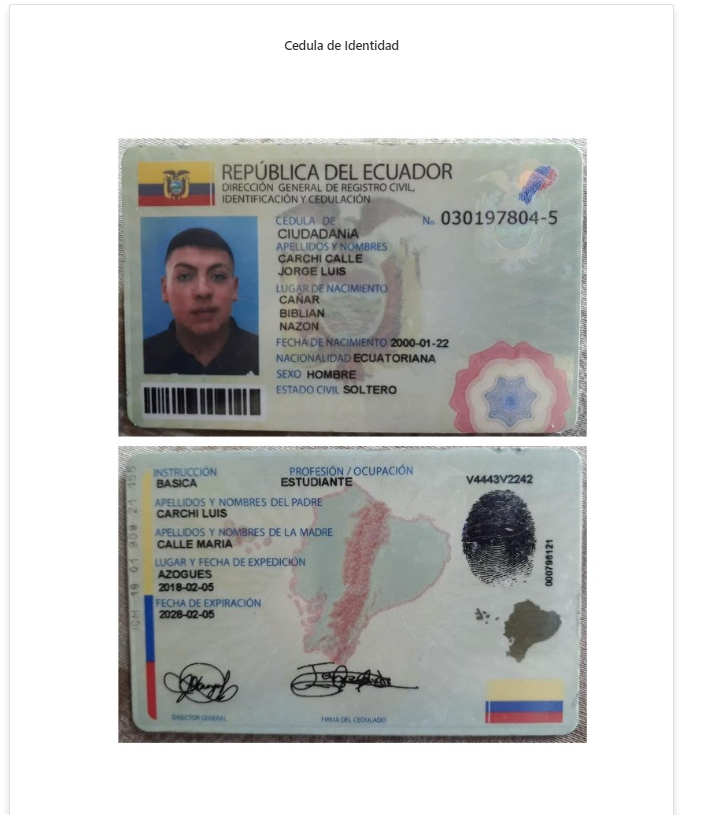 Cedula de Identidad
REPÚBLICA DEL ECUADOR
DIRECCIÓN GENERAL DE REGISTRO CIVIL,
IDENTIFICACIÓN Y CEDULACIÓN
CÉDULA DE No. 030197804-5
CIUDADANÍA
APELLIDOS Y NOMBRES
CARCHI CALLE
JORGE LUIS
LUGAR DE NACIMIENTO
CAÑAR
BIBLIAN
NAZON
FECHA DE NACIMIENTO 2000-01-22
NACIONALIDAD ECUATORIANA
SEXO HOMBRE
ESTADO CIVIL SOLTERO
INSTRUCCIÓN PROFESIÓN / OCUPACIÓN V4443V2242
BASICA ESTUDIANTE
APELLIDOS Y NOMBRES DEL PADRE
CARCHI LUIS
APELLIDOS Y NOMBRES DE LA MADRE
CALLE MARIA
LUGAR Y FECHA DE EXPEDICIÓN
AZOGUES
2018-02-05
FECHA DE EXPIRACIÓN
2028-02-05
000796121
DIRECTOR GENERAL FIRMA DEL CEDULADO